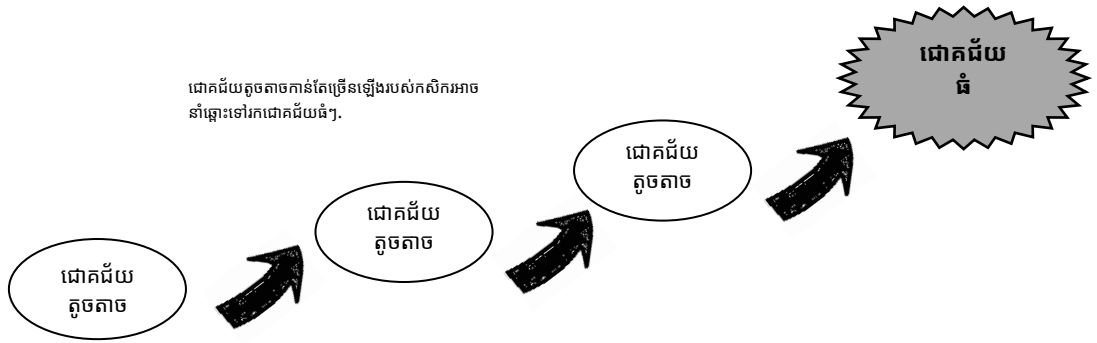 ជោគជ័យ
ធំ
ជោគជ័យតូចតាចកាន់តែច្រើនឡើងរបស់កសិករអាច
នាំឆ្ពោះទៅរកជោគជ័យធំៗ.
ជោគជ័យ
តូចតាច
ជោគជ័យ
តូចតាច
ជោគជ័យ
តូចតាច